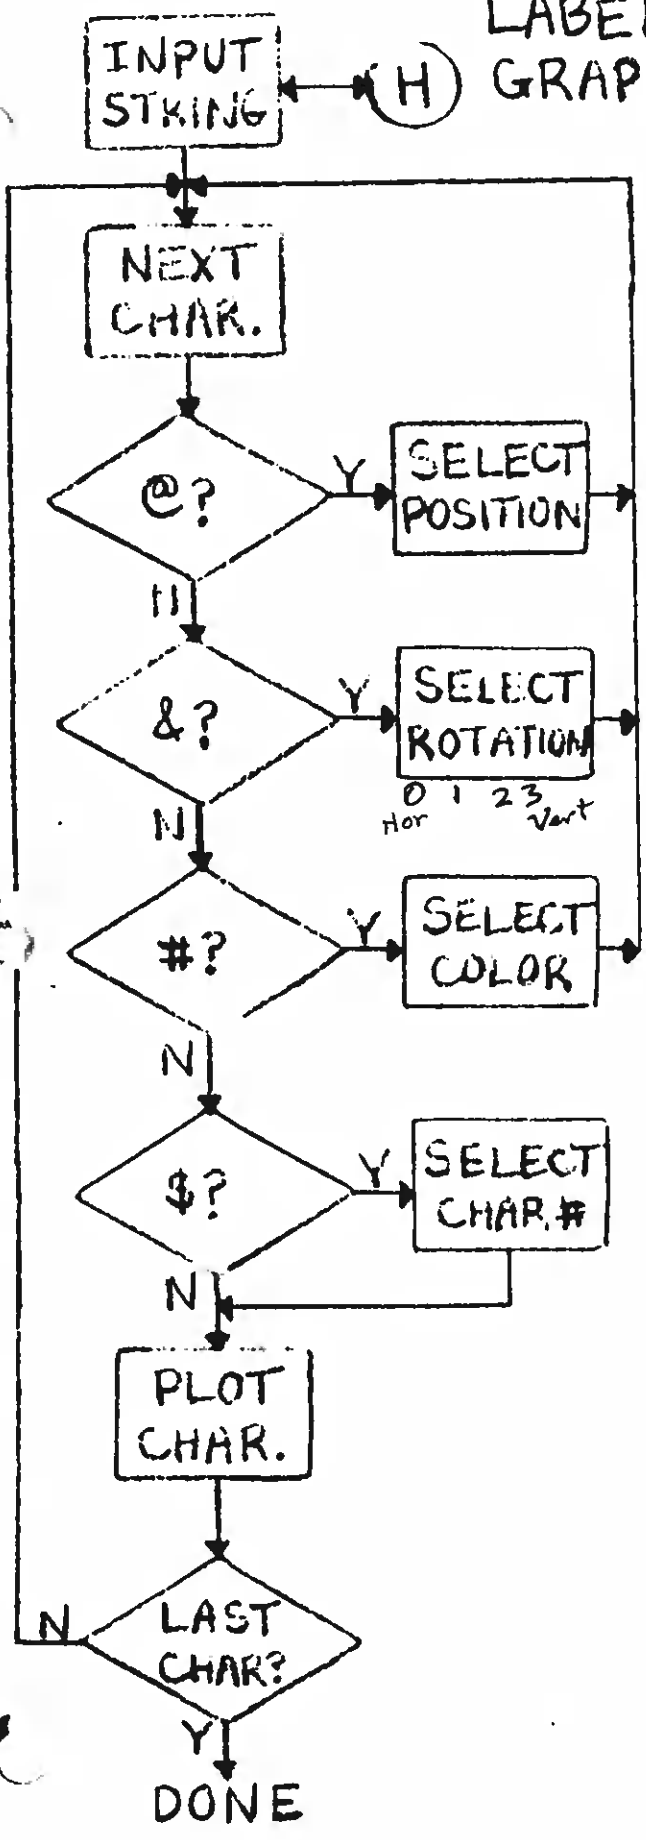 INPUT
STRING
H
GRAP
NEXT
CHAR.
@?
Y
SELECT
POSITION
N
&?
Y
SELECT
ROTATION
0 1 2 3
Hor Vert
N
#?
Y
SELECT
COLOR
N
$?
Y
SELECT
CHAR.#
N
PLOT
CHAR.
LAST
CHAR?
N
Y
DONE